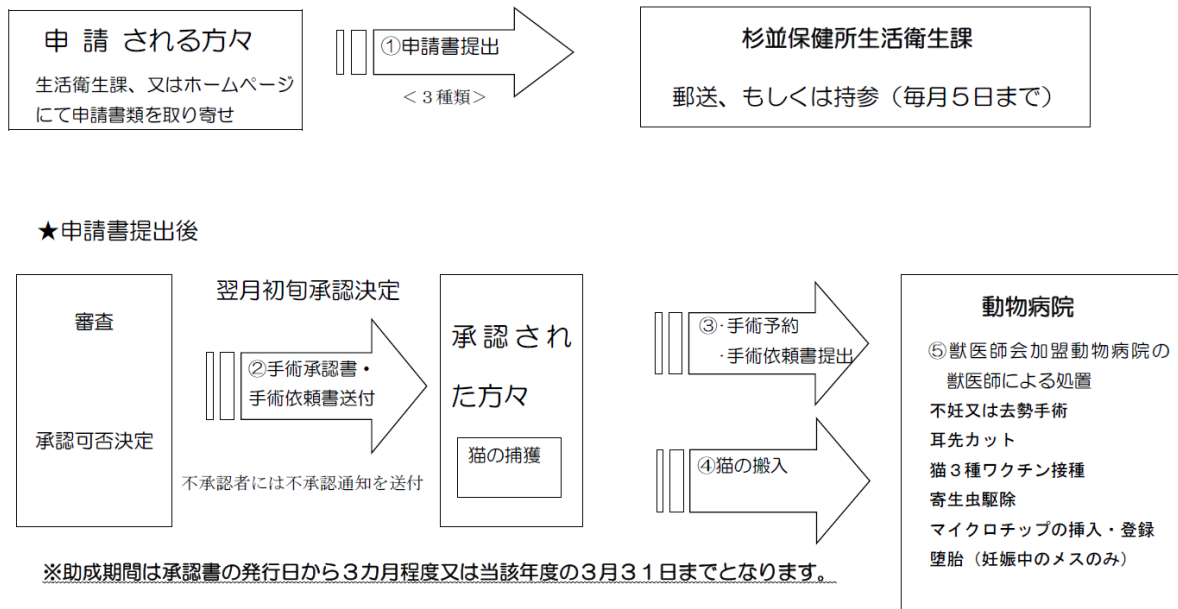 申 請 される方々
生活衛生課、又はホームページ
にて申請書類を取り寄せ
①申請書提出
＜３種類＞
杉並保健所生活衛生課
郵送、もしくは持参（毎月５日まで）
★申請書提出後
審査
承認可否決定
翌月初旬承認決定
②手術承認書・
手術依頼書送付
不承認者には不承認通知を送付
承認され
た方々
猫の捕獲
③・手術予約
・手術依頼書提出
④猫の搬入
動物病院
⑤獣医師会加盟動物病院の
獣医師による処置
不妊又は去勢手術
耳先カット
猫３種ワクチン接種
寄生虫駆除
マイクロチップの挿入・登録
堕胎（妊娠中のメスのみ）
※助成期間は承認書の発行日から３カ月程度又は当該年度の３月３１日までとなります。